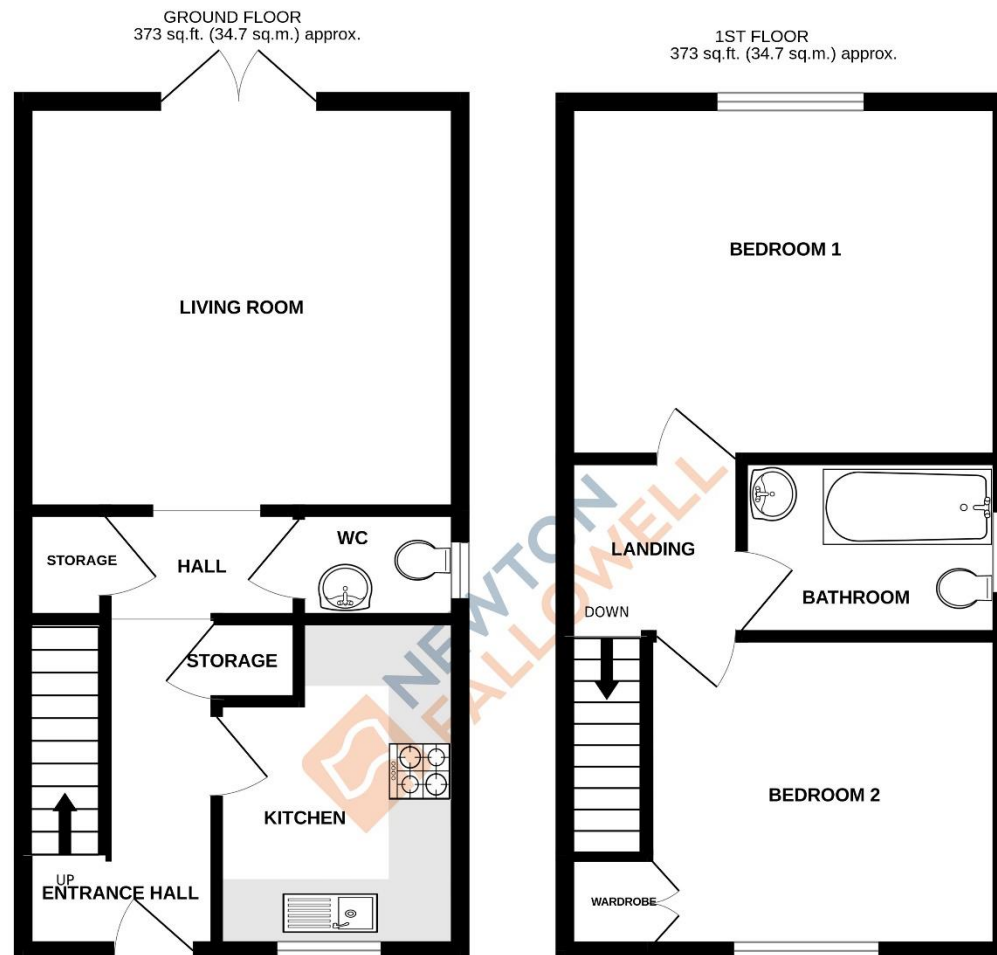 GROUND FLOOR
373 sq.ft. (34.7 sq.m.) approx.
LIVING ROOM
STORAGE
HALL
WC
STORAGE
KITCHEN
UP
ENTRANCE HALL
1ST FLOOR
373 sq.ft. (34.7 sq.m.) approx.
BEDROOM 1
LANDING
DOWN
BATHROOM
BEDROOM 2
WARDROBE
NEWTON
FALLOWELL